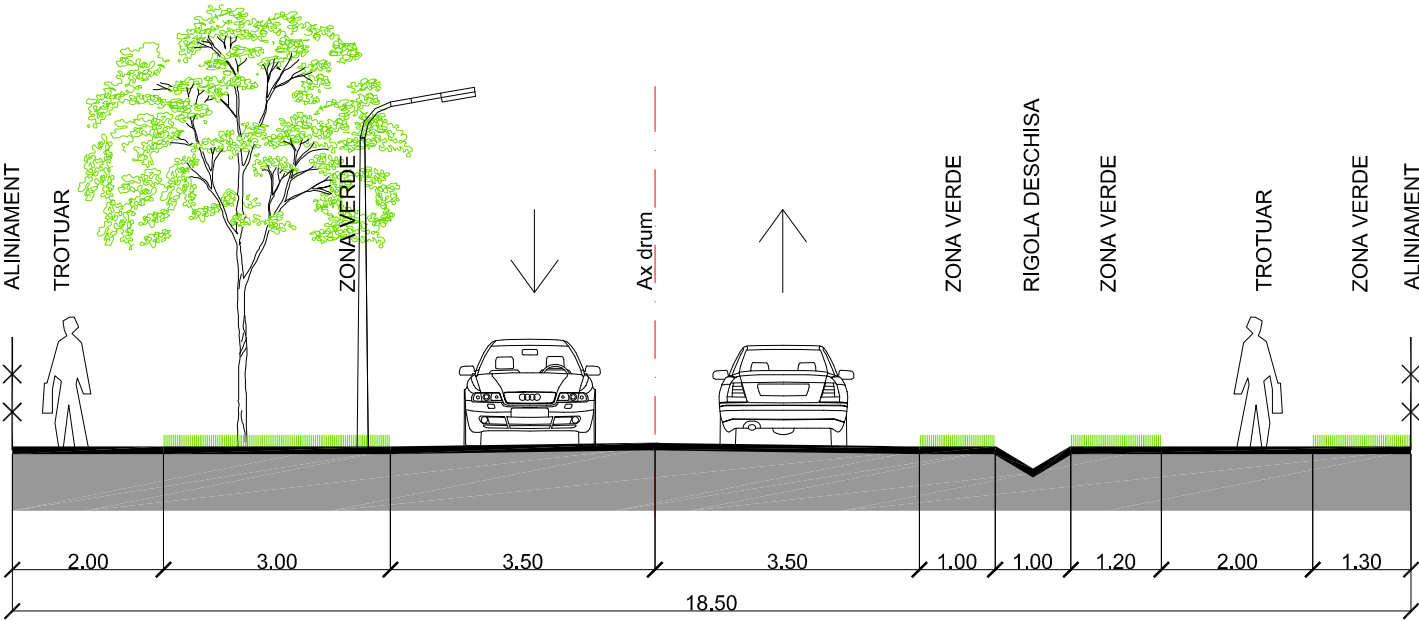 ALINIAMENT
TROTUAR
ZONA VERDE
Ax drum
ZONA VERDE
RIGOLA DESCHISA
ZONA VERDE
TROTUAR
ZONA VERDE
ALINIAMENT
2.00
3.00
3.50
3.50
1.00
1.00
1.20
2.00
1.30
18.50